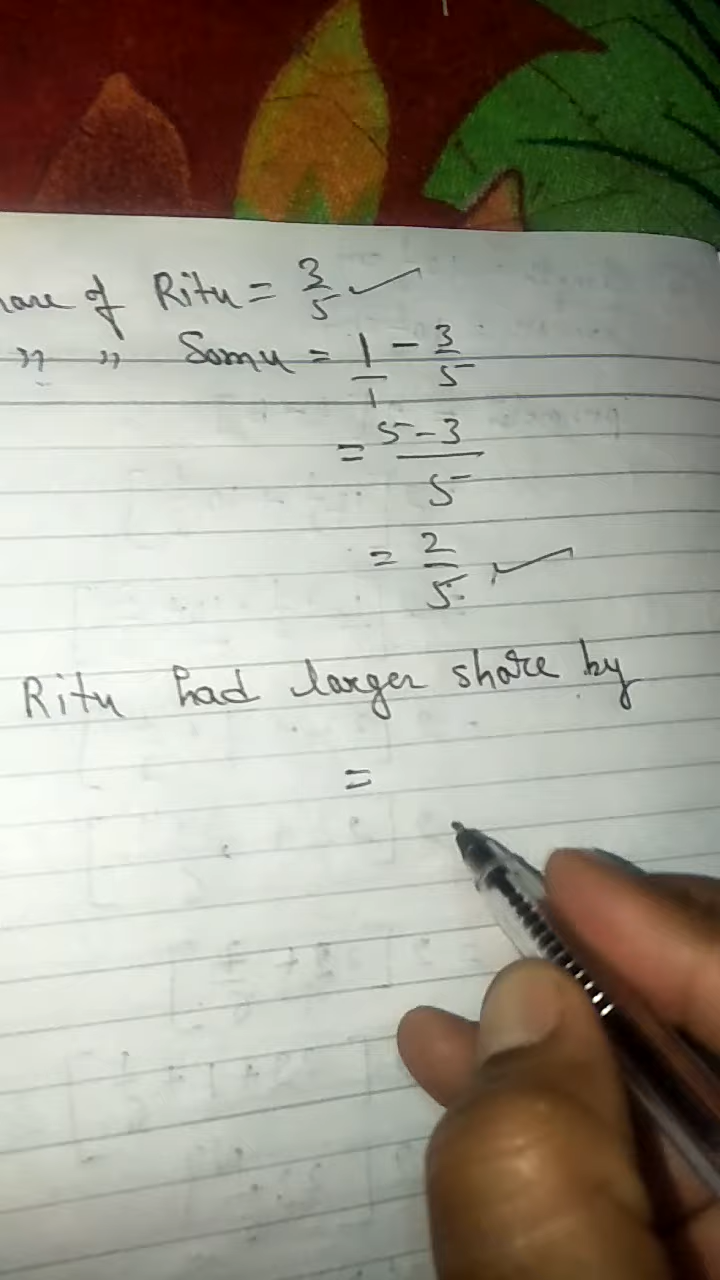 of Ritu = 3/5 ✓
" " Somu = 1/1 - 3/5
= 5-3/5
= 2/5 ✓
Ritu had larger share by
=